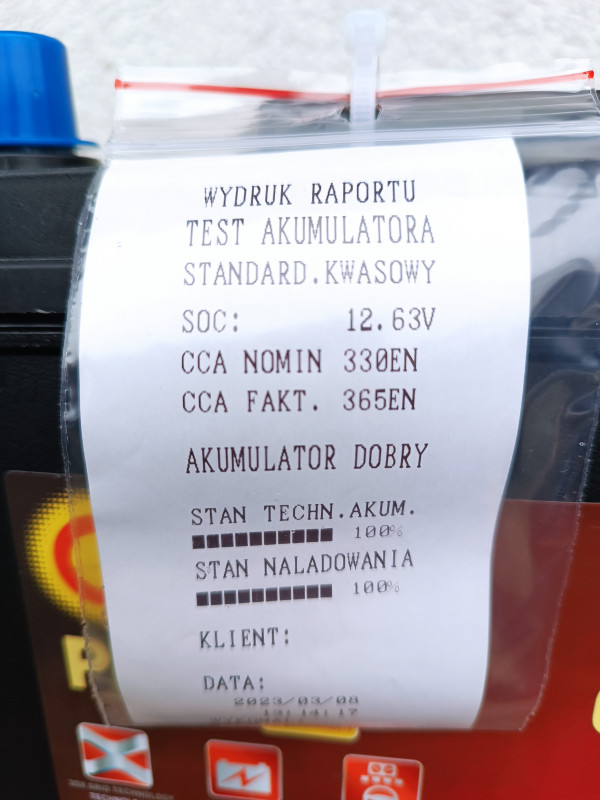 WYDRUK RAPORTU
TEST AKUMULATORA
STANDARD.KWASOWY
SOC: 12.63V
CCA NOMIN 330EN
CCA FAKT. 365EN
AKUMULATOR DOBRY
STAN TECHN.AKUM.
100%
STAN NALADOWANIA
100%
KLIENT:
DATA:
2023/03/08